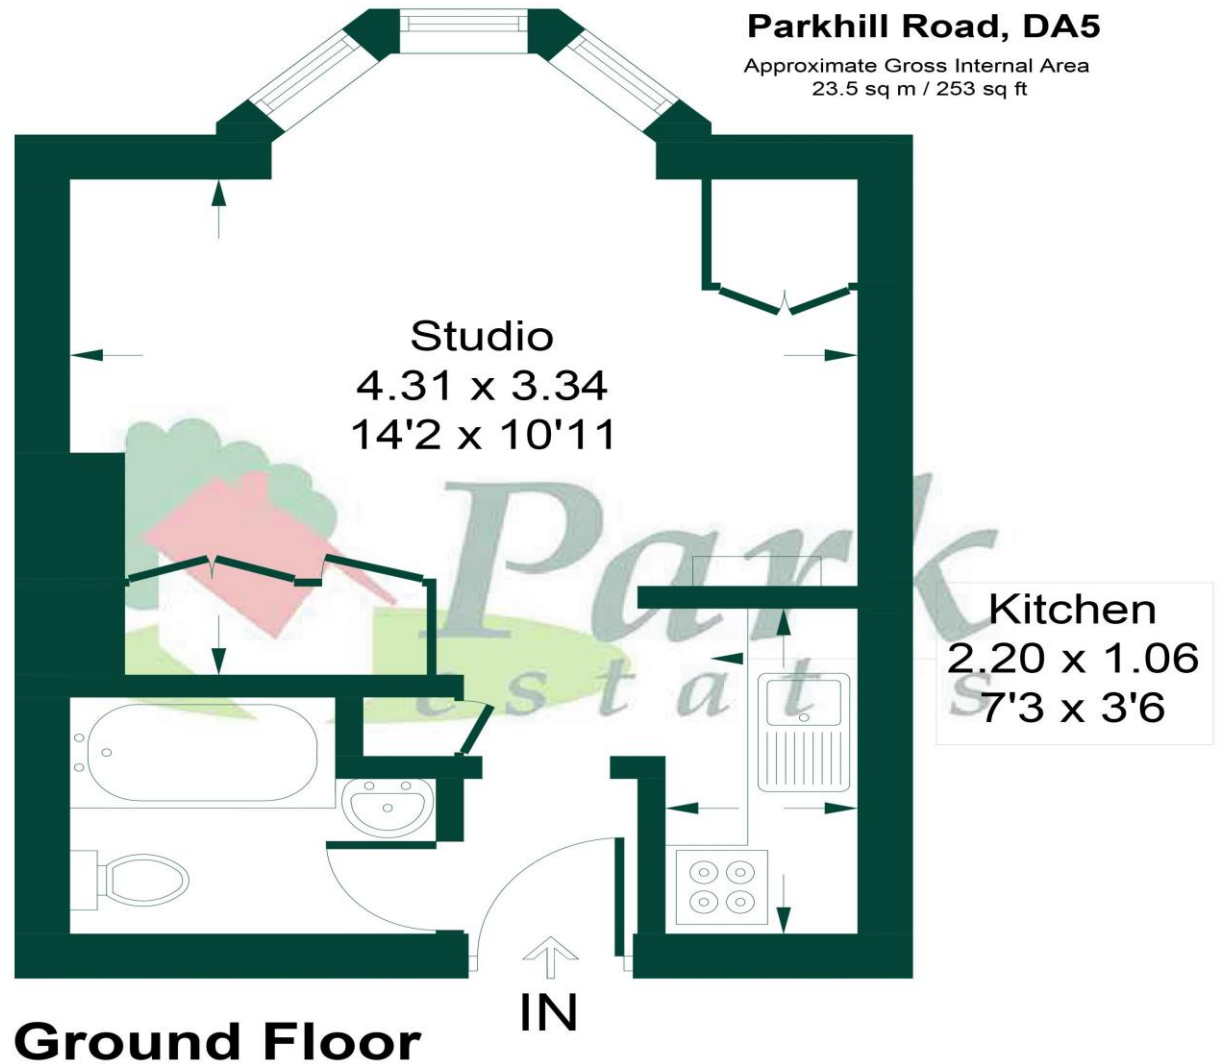 Parkhill Road, DA5
Approximate Gross Internal Area
23.5 sq m / 253 sq ft
Studio
4.31 x 3.34
14'2 x 10'11
Park
estates
Kitchen
2.20 x 1.06
7'3 x 3'6
IN
Ground Floor